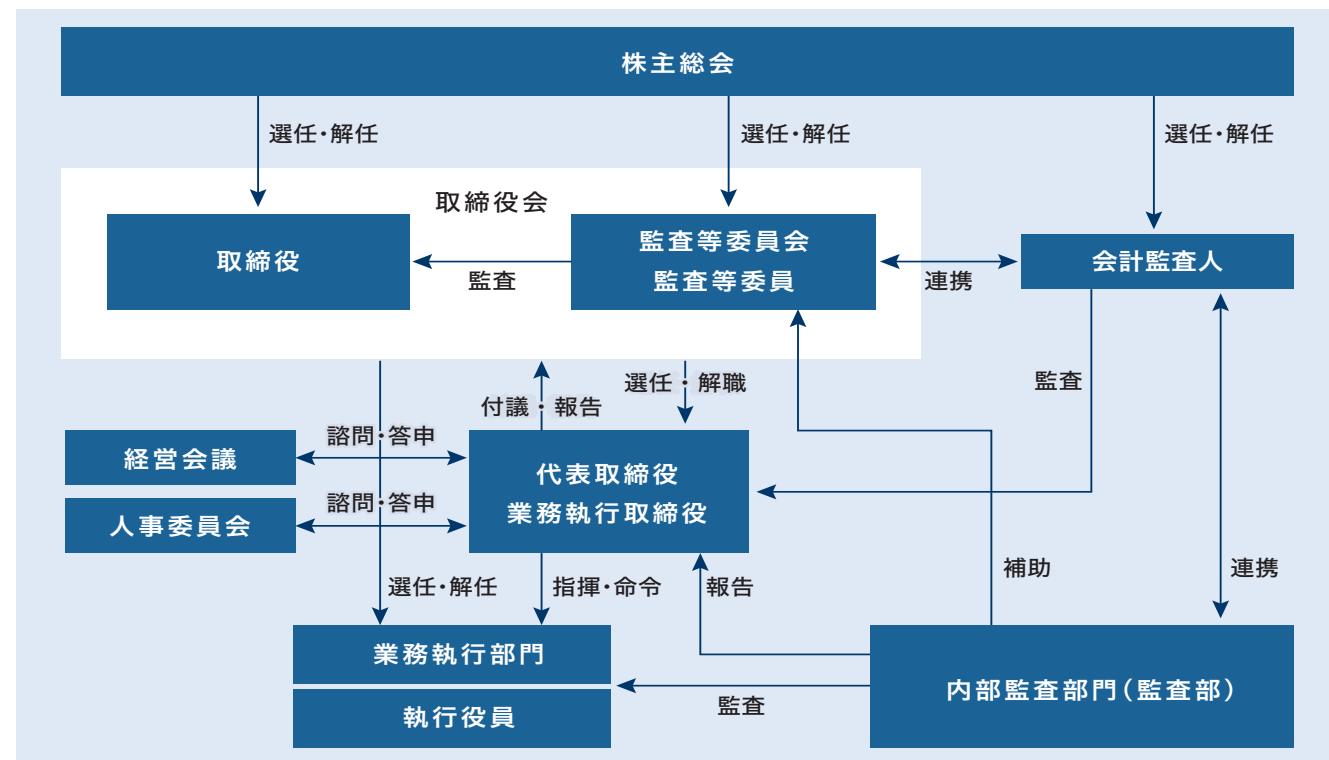 株主総会
選任・解任
選任・解任
選任・解任
取締役会
取締役
監査
監査等委員会
監査等委員
連携
会計監査人
付議・報告
選任・解職
監査
経営会議
諮問・答申
人事委員会
諮問・答申
代表取締役
業務執行取締役
選任・解任
指揮・命令
報告
補助
連携
業務執行部門
執行役員
監査
内部監査部門(監査部)